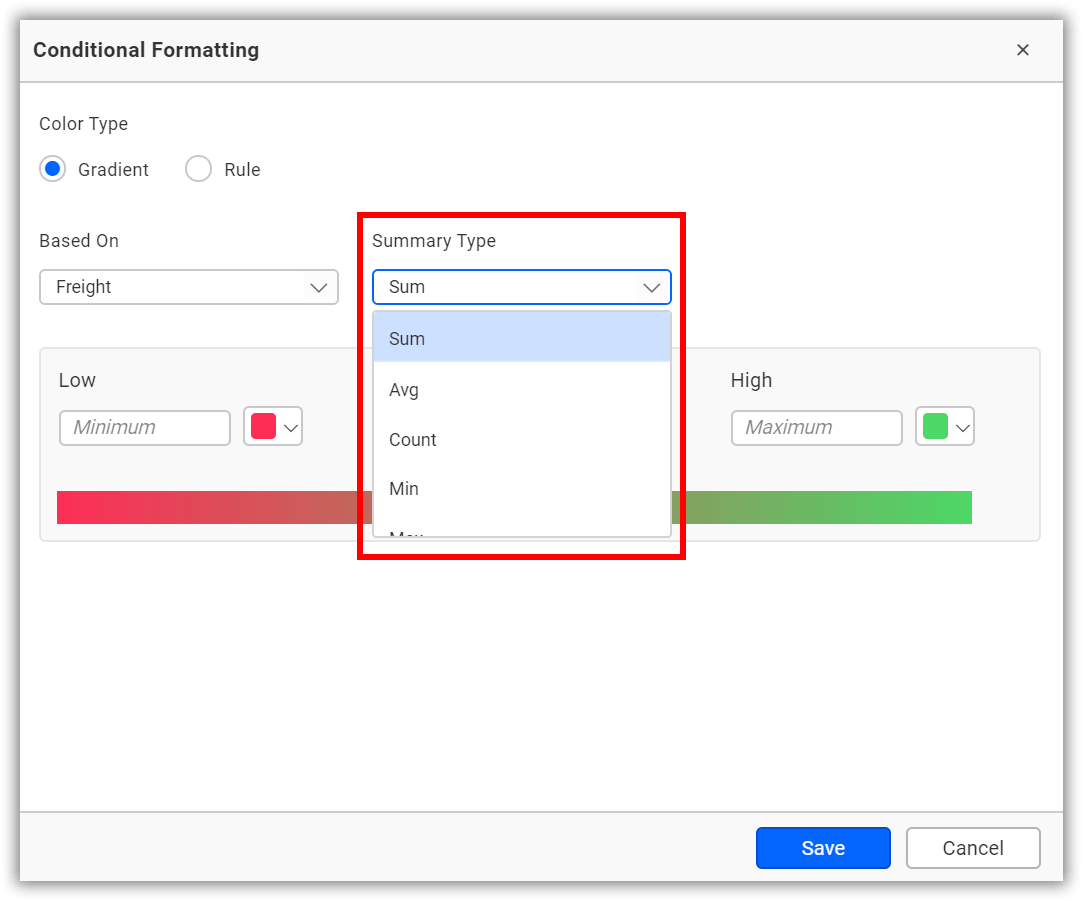 Conditional Formatting
Color Type
Gradient Rule
Based On Summary Type
Freight Sum
Sum
Avg
Count
Min
Low High
Minimum Maximum
Save Cancel